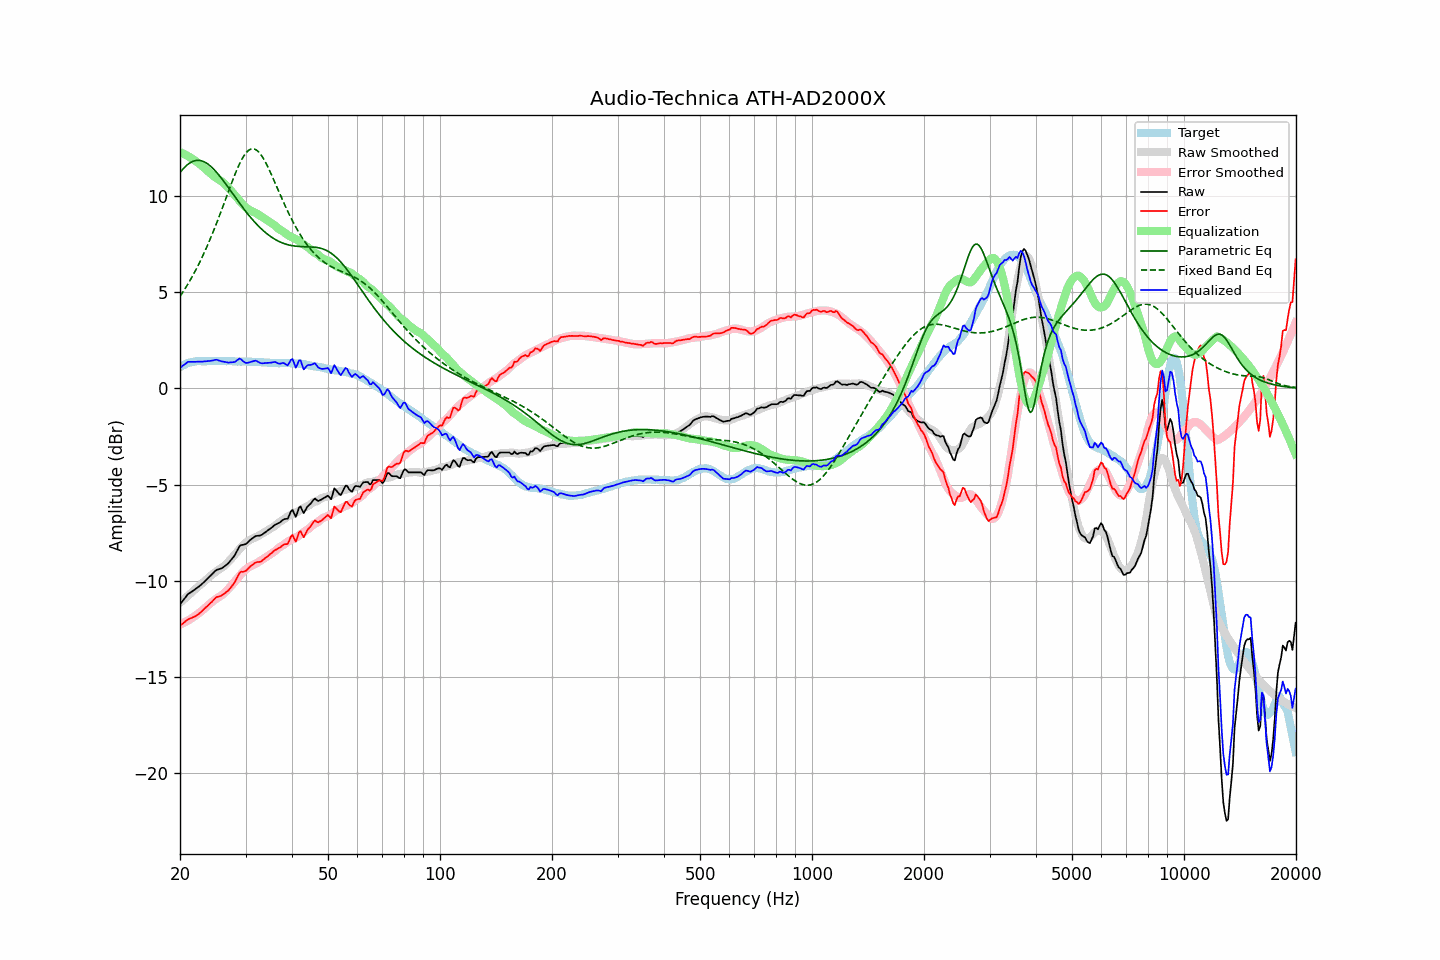 Audio-Technica ATH-AD2000X
Target
Raw Smoothed
Error Smoothed
Raw
Error
Equalization
Parametric Eq
Fixed Band Eq
Equalized
Amplitude (dBr)
10
5
0
−5
−10
−15
−20
20 50 100 200 500 1000 2000 5000 10000 20000
Frequency (Hz)